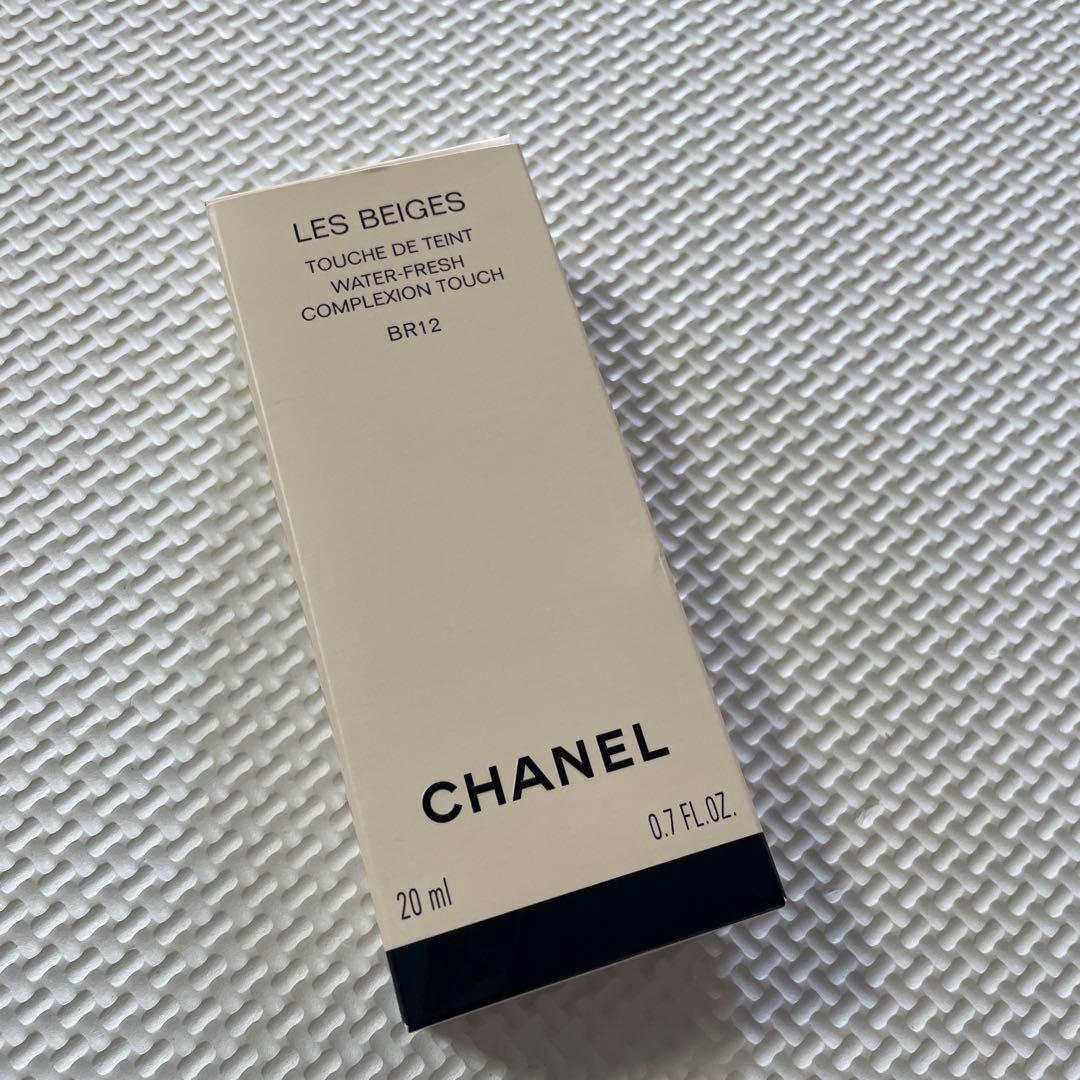 LES BEIGES
TOUCHE DE TEINT
WATER-FRESH
COMPLEXION TOUCH
BR12
CHANEL
20 ml 0.7 FL.OZ.